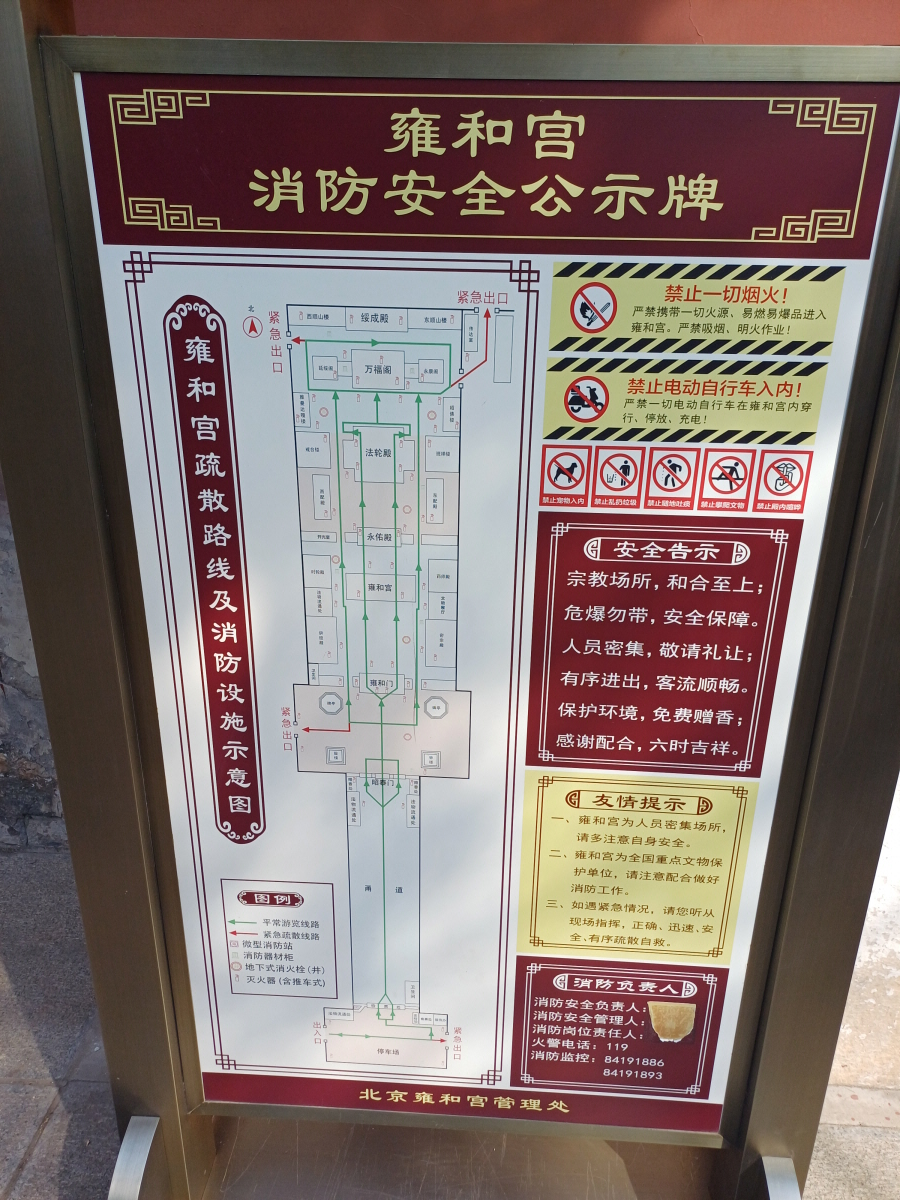 雍和宫
消防安全公示牌
雍和宫疏散路线及消防设施示意图
北
紧急出口
紧急出口
西顺山楼
绥成殿
东顺山楼
延绥阁
万福阁
永康阁
法轮殿
永佑殿
雍和宫
雍和门
紧急出口
昭泰门
甬道
出入口
停车场
紧急出口
图例
平常游览线路
紧急疏散线路
微型消防站
消防器材柜
地下式消火栓(井)
灭火器(含推车式)
禁止一切烟火!
严禁携带一切火源、易燃易爆品进入
雍和宫。严禁吸烟、明火作业!
禁止电动自行车入内!
严禁一切电动自行车在雍和宫内穿
行、停放、充电!
禁止宠物入内
禁止乱扔垃圾
禁止随地吐痰
禁止攀爬文物
禁止殿内喧哗
安全告示
宗教场所,和合至上;
危爆勿带,安全保障。
人员密集,敬请礼让;
有序进出,客流顺畅。
保护环境,免费赠香;
感谢配合,六时吉祥。
友情提示
一、雍和宫为人员密集场所,
请多注意自身安全。
二、雍和宫为全国重点文物保
护单位,请注意配合做好
消防工作。
三、如遇紧急情况,请您听从
现场指挥,正确、迅速、安
全、有序疏散自救。
消防负责人
消防安全负责人:
消防安全管理人:
消防岗位责任人:
火警电话:119
消防监控:84191886
84191893
北京雍和宫管理处